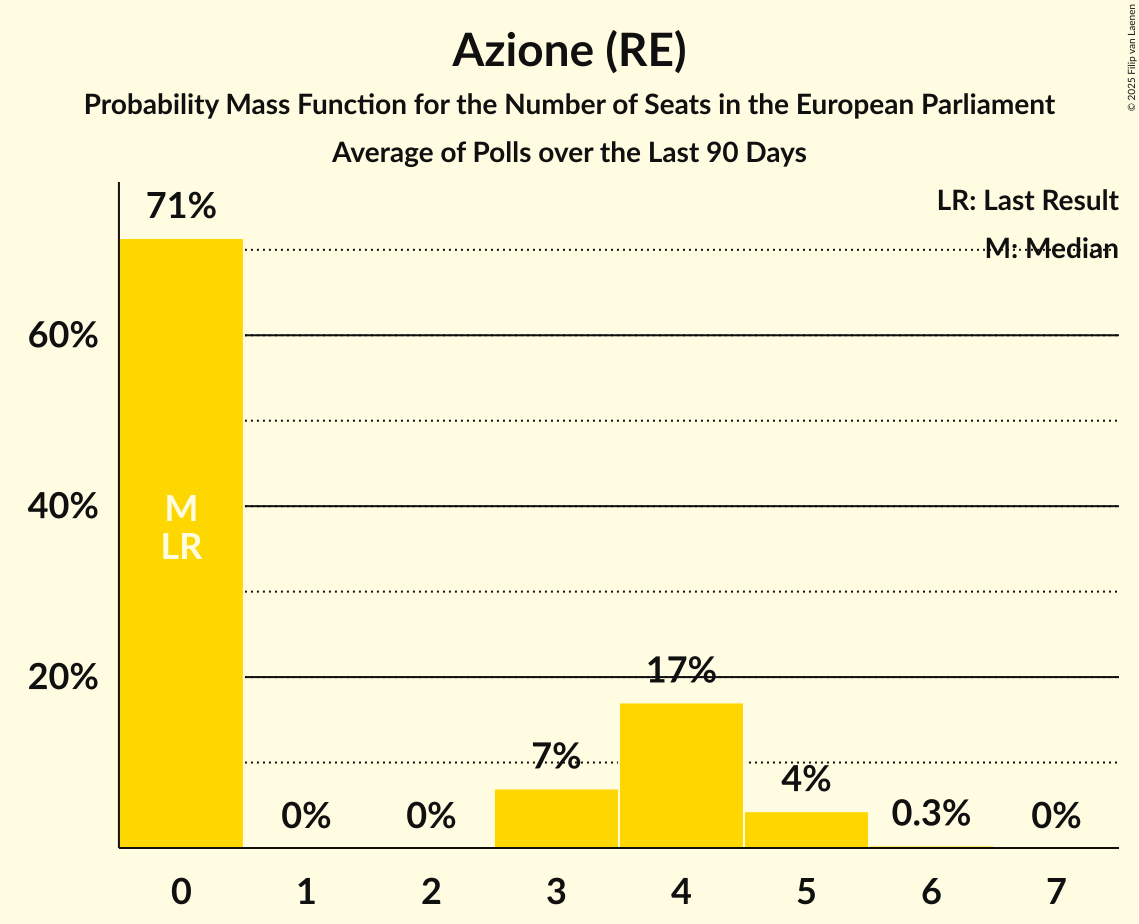 Azione (RE)
Probability Mass Function for the Number of Seats in the European Parliament
Average of Polls over the Last 90 Days
© 2025 Filip van Laenen
LR: Last Result
M: Median
71%
60%
40%
20%
M
LR
0%
0%
7%
17%
4%
0.3%
0%
0
1
2
3
4
5
6
7